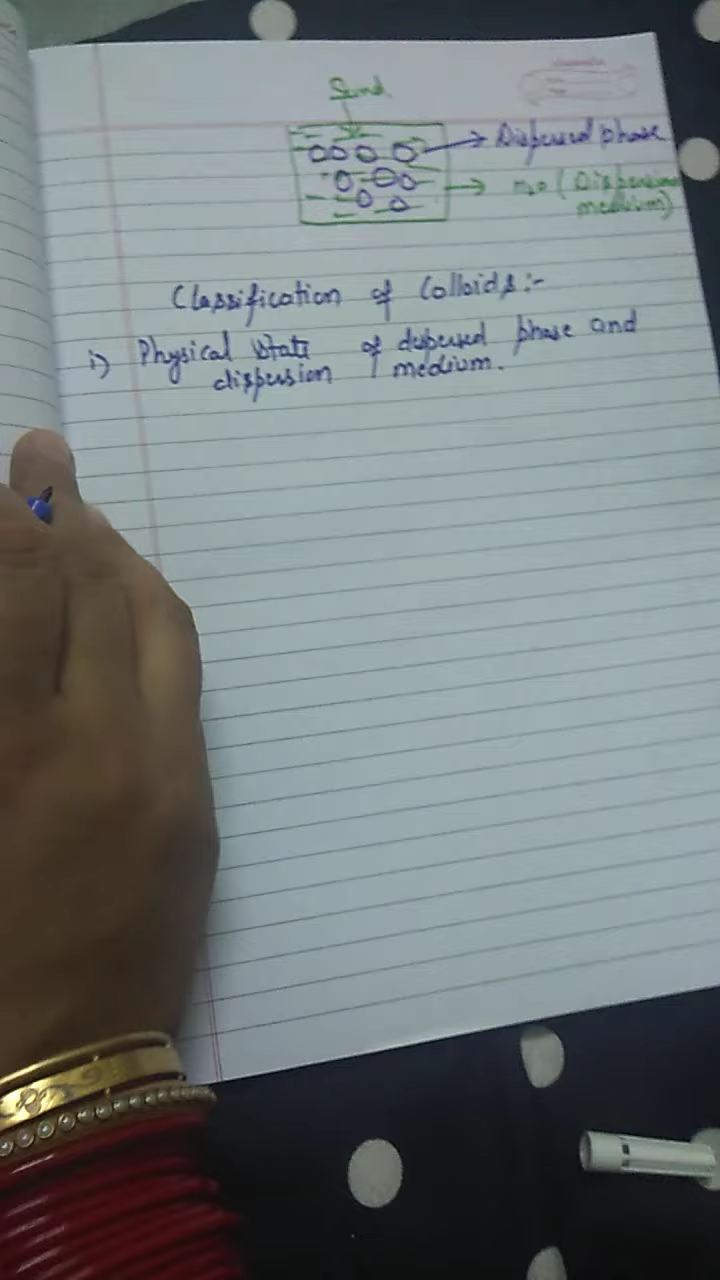 Sand
Dispersed phase
H2O (Dispersion
medium)
Classification of Colloids:-
i) Physical state of dispersed phase and
dispersion medium.